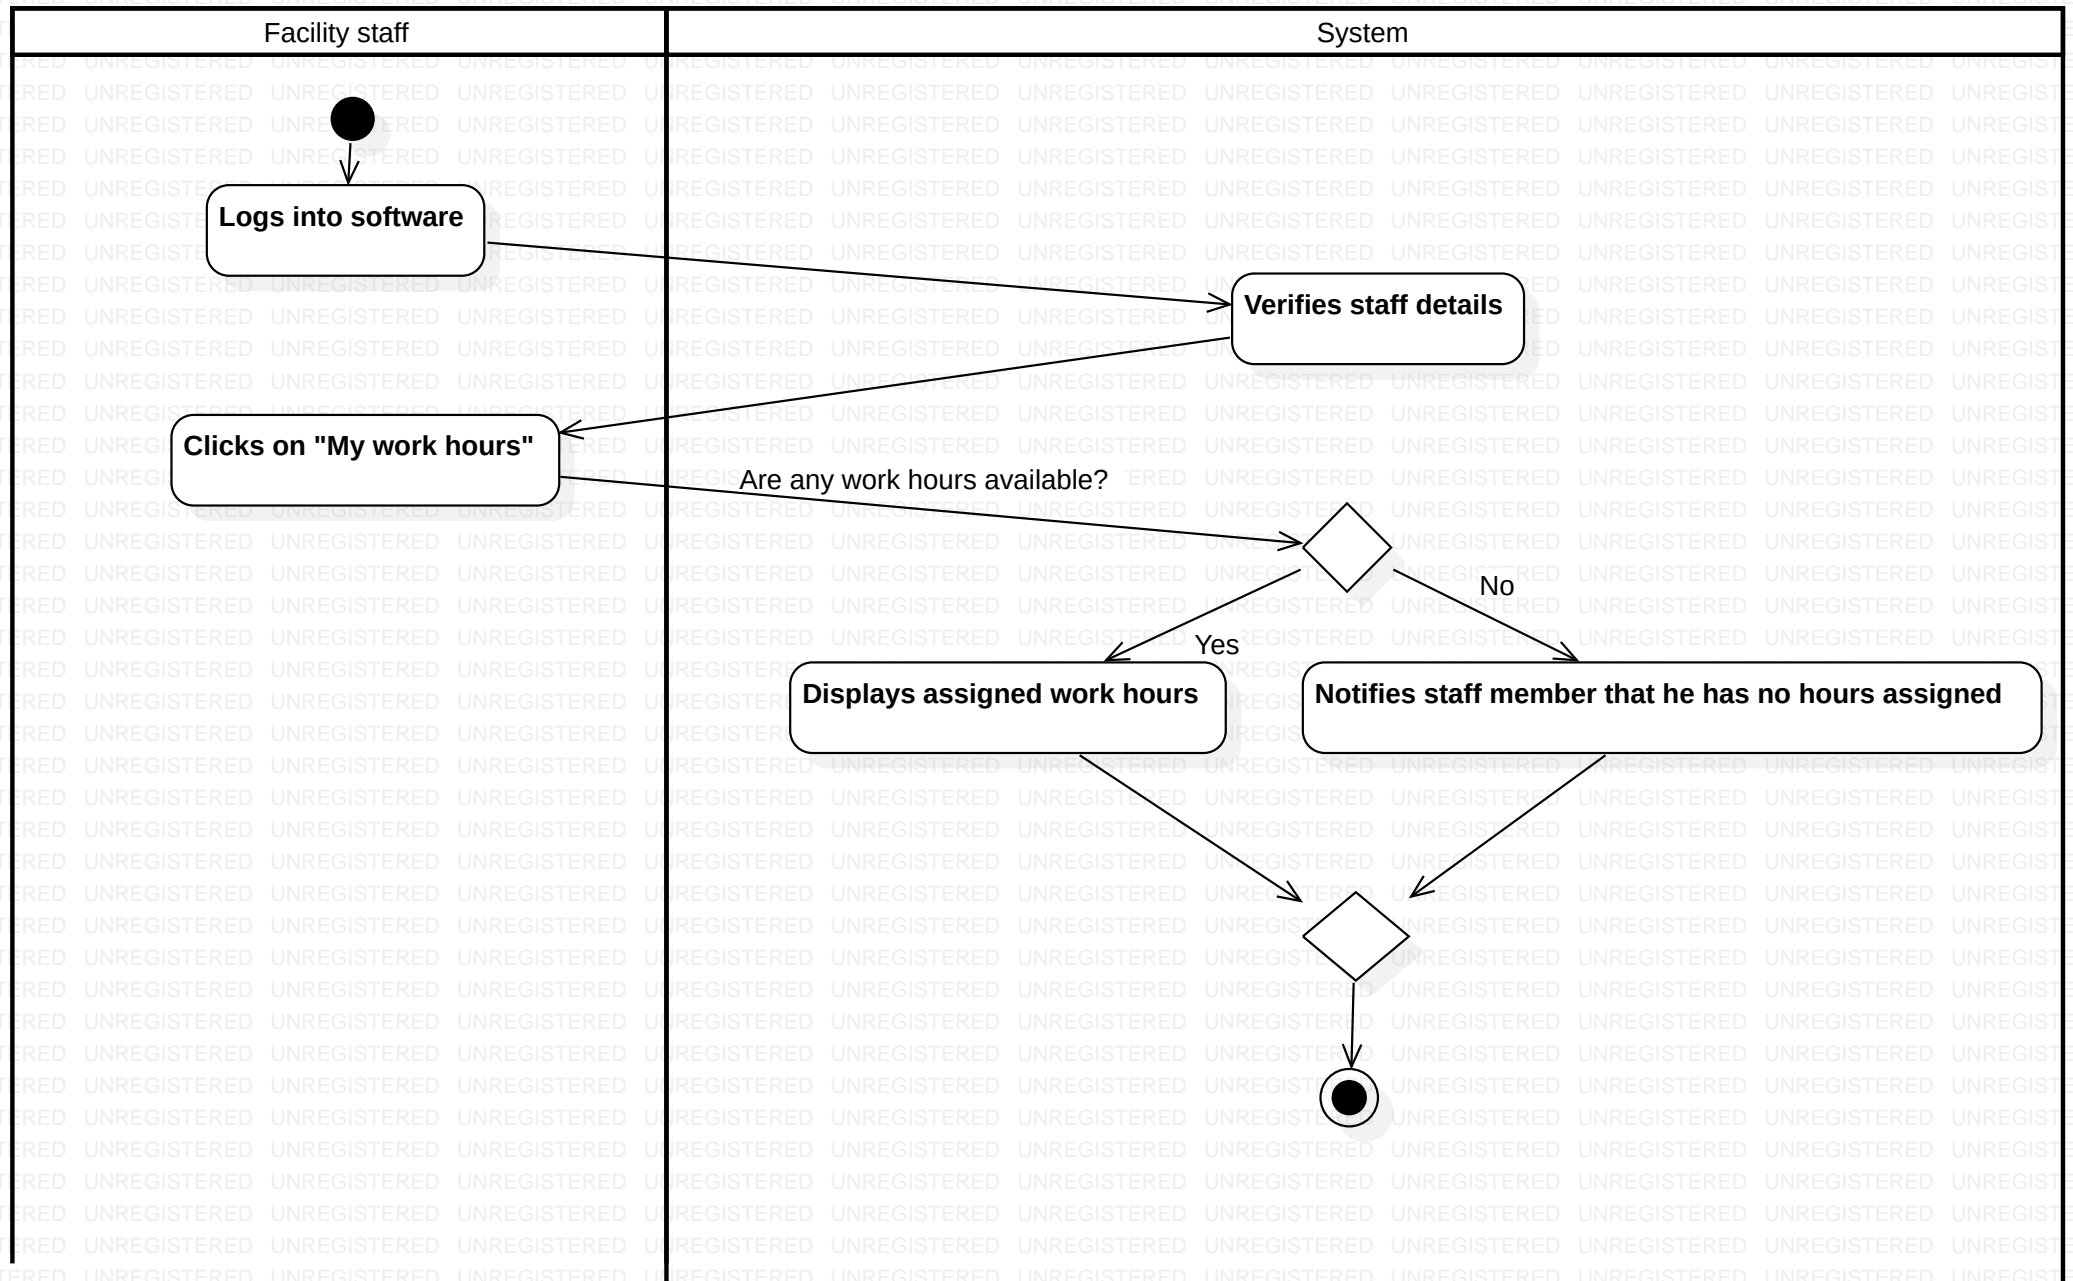 Facility staff
System
Logs into software
Verifies staff details
Clicks on "My work hours"
Are any work hours available?
No
Yes
Displays assigned work hours
Notifies staff member that he has no hours assigned
UNREGISTERED